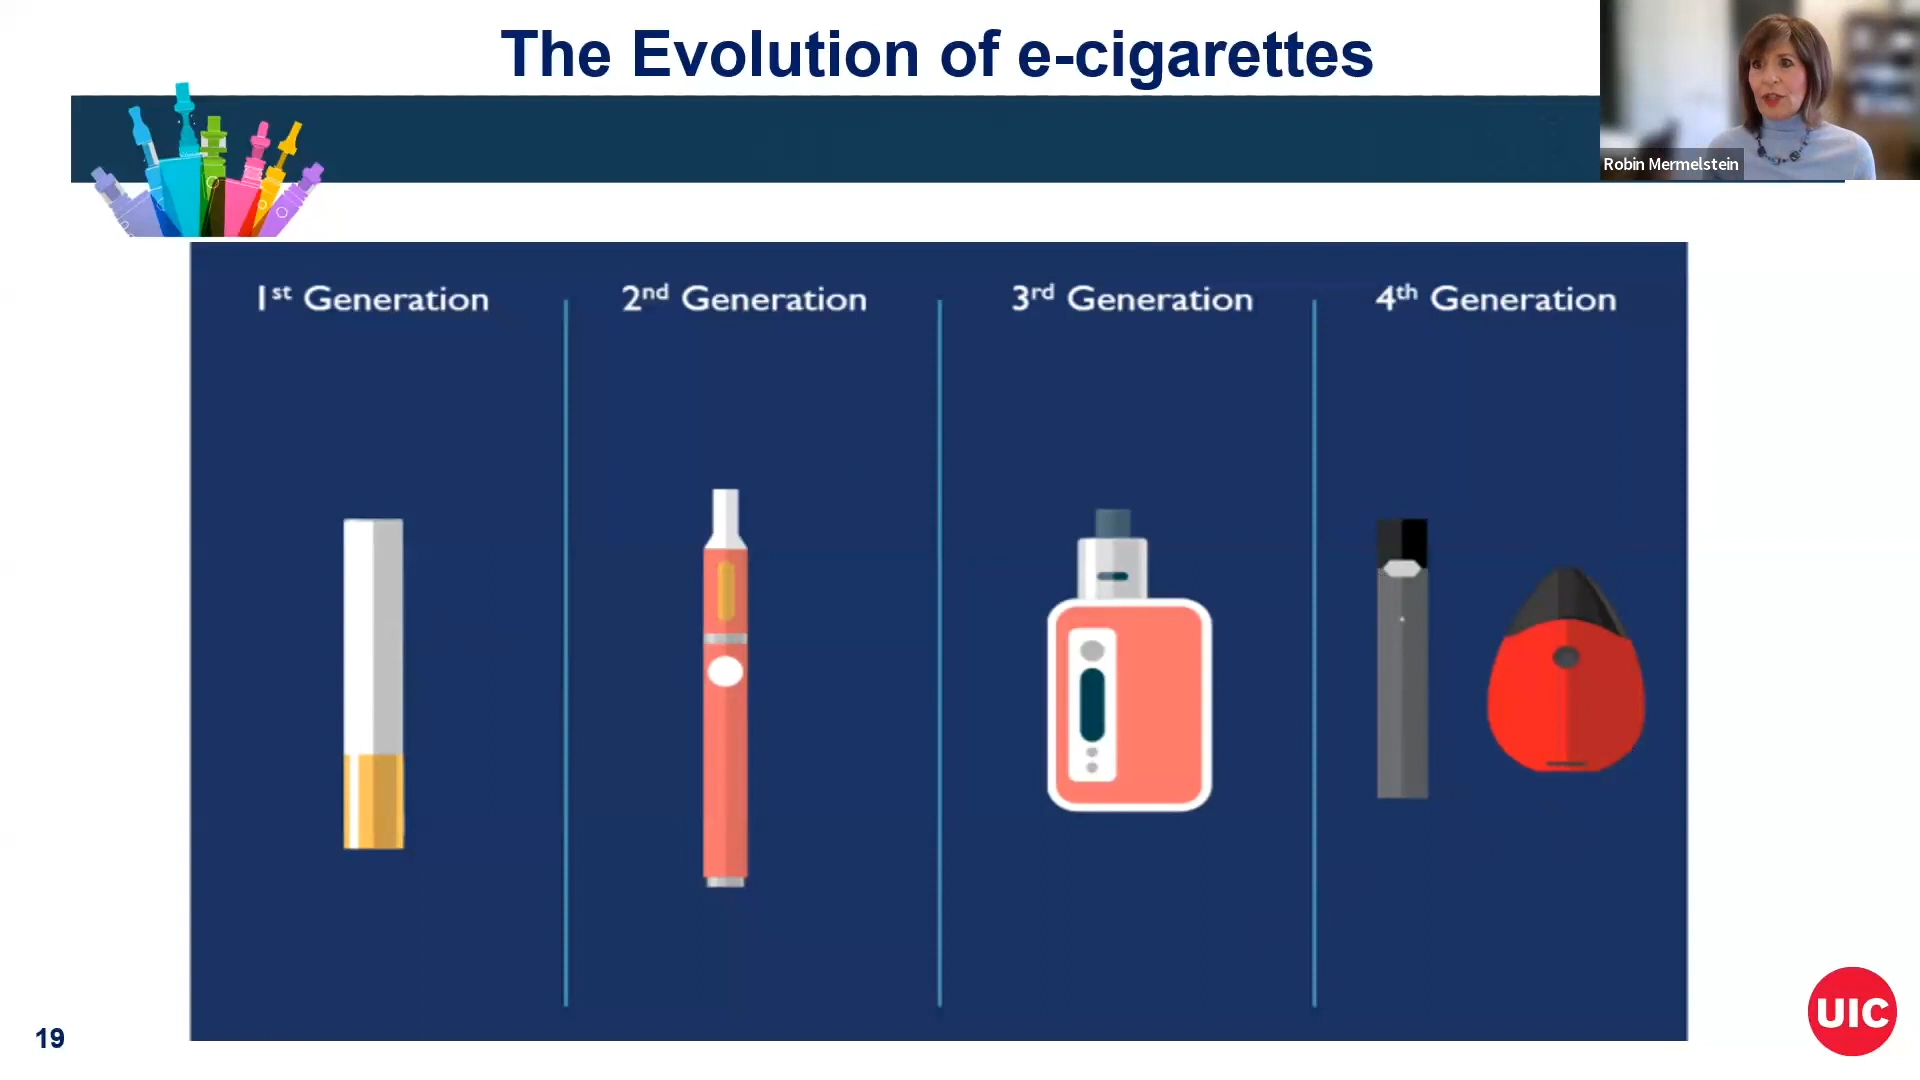 The Evolution of e-cigarettes
Robin Mermelstein
1st Generation
2nd Generation
3rd Generation
4th Generation
19
UIC